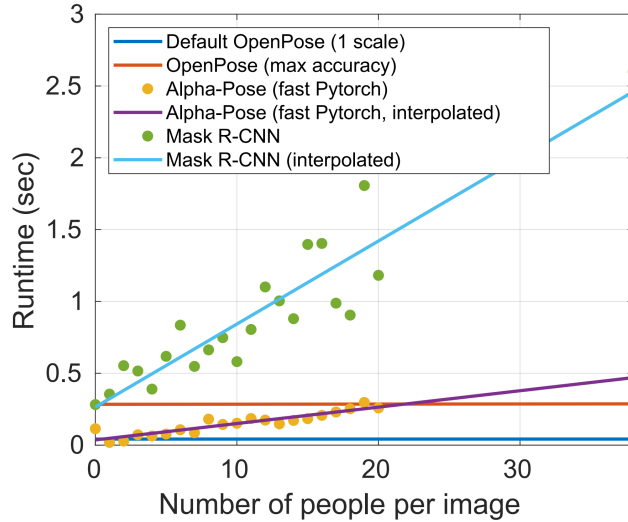 3
2.5
2
1.5
1
0.5
0
Runtime (sec)
Default OpenPose (1 scale)
OpenPose (max accuracy)
Alpha-Pose (fast Pytorch)
Alpha-Pose (fast Pytorch, interpolated)
Mask R-CNN
Mask R-CNN (interpolated)
0 10 20 30
Number of people per image